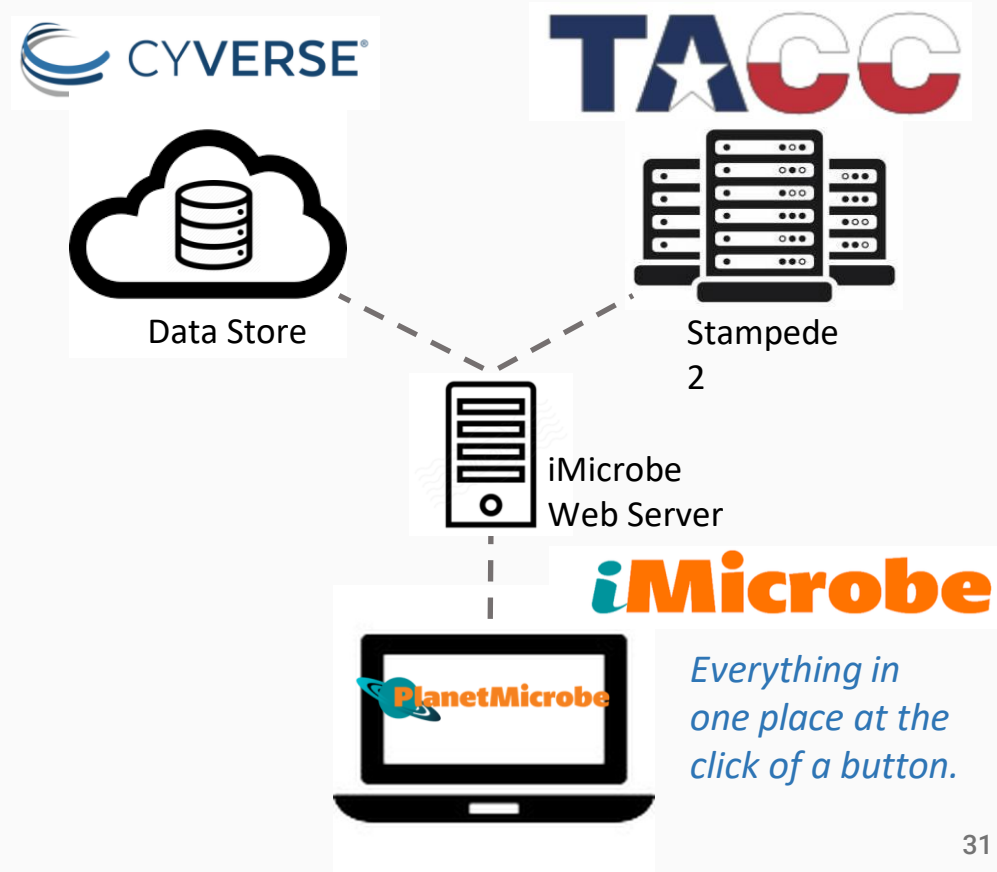 CYVERSE®
TACC
Data Store
Stampede
2
iMicrobe
Web Server
iMicrobe
PlanetMicrobe
Everything in
one place at the
click of a button.
31